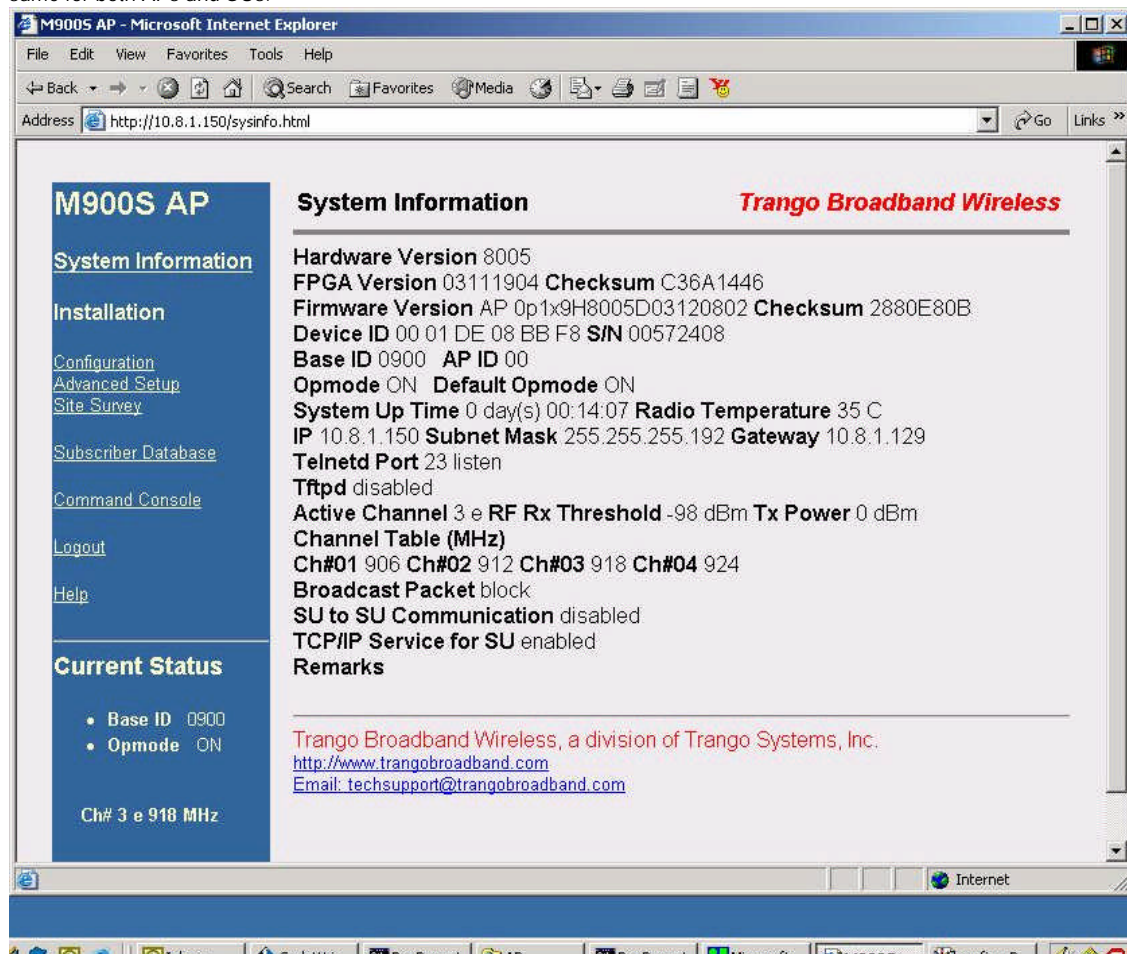 M900S AP - Microsoft Internet Explorer
File Edit View Favorites Tools Help
Back Search Favorites Media
Address http://10.8.1.150/sysinfo.html Go Links »
M900S AP
System Information
Installation
Configuration
Advanced Setup
Site Survey
Subscriber Database
Command Console
Logout
Help
Current Status
• Base ID 0900
• Opmode ON
Ch# 3 e 918 MHz
System Information Trango Broadband Wireless
Hardware Version 8005
FPGA Version 03111904 Checksum C36A1446
Firmware Version AP 0p1x9H8005D03120802 Checksum 2880E80B
Device ID 00 01 DE 08 BB F8 S/N 00572408
Base ID 0900 AP ID 00
Opmode ON Default Opmode ON
System Up Time 0 day(s) 00:14:07 Radio Temperature 35 C
IP 10.8.1.150 Subnet Mask 255.255.255.192 Gateway 10.8.1.129
Telnetd Port 23 listen
Tftpd disabled
Active Channel 3 e RF Rx Threshold -98 dBm Tx Power 0 dBm
Channel Table (MHz)
Ch#01 906 Ch#02 912 Ch#03 918 Ch#04 924
Broadcast Packet block
SU to SU Communication disabled
TCP/IP Service for SU enabled
Remarks
Trango Broadband Wireless, a division of Trango Systems, Inc.
http://www.trangobroadband.com
Email: techsupport@trangobroadband.com
Internet